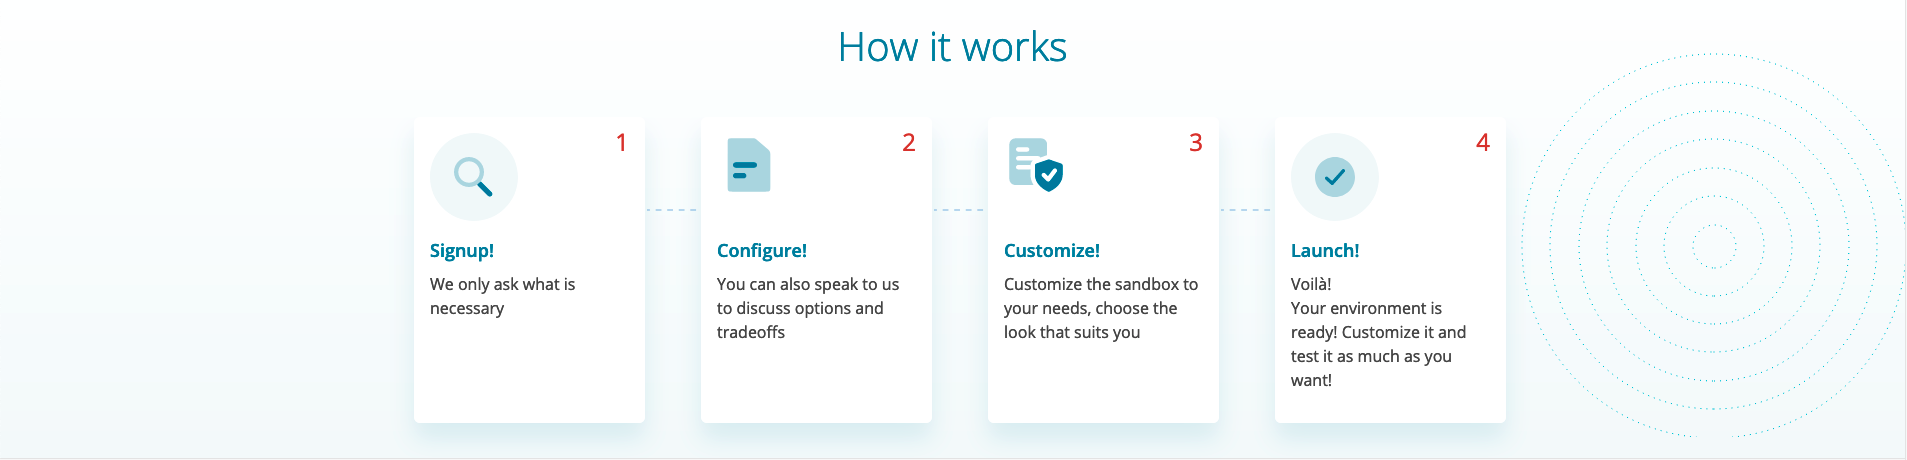 How it works
1
Signup!
We only ask what is
necessary
2
Configure!
You can also speak to us
to discuss options and
tradeoffs
3
Customize!
Customize the sandbox to
your needs, choose the
look that suits you
4
Launch!
Voilà!
Your environment is
ready! Customize it and
test it as much as you
want!